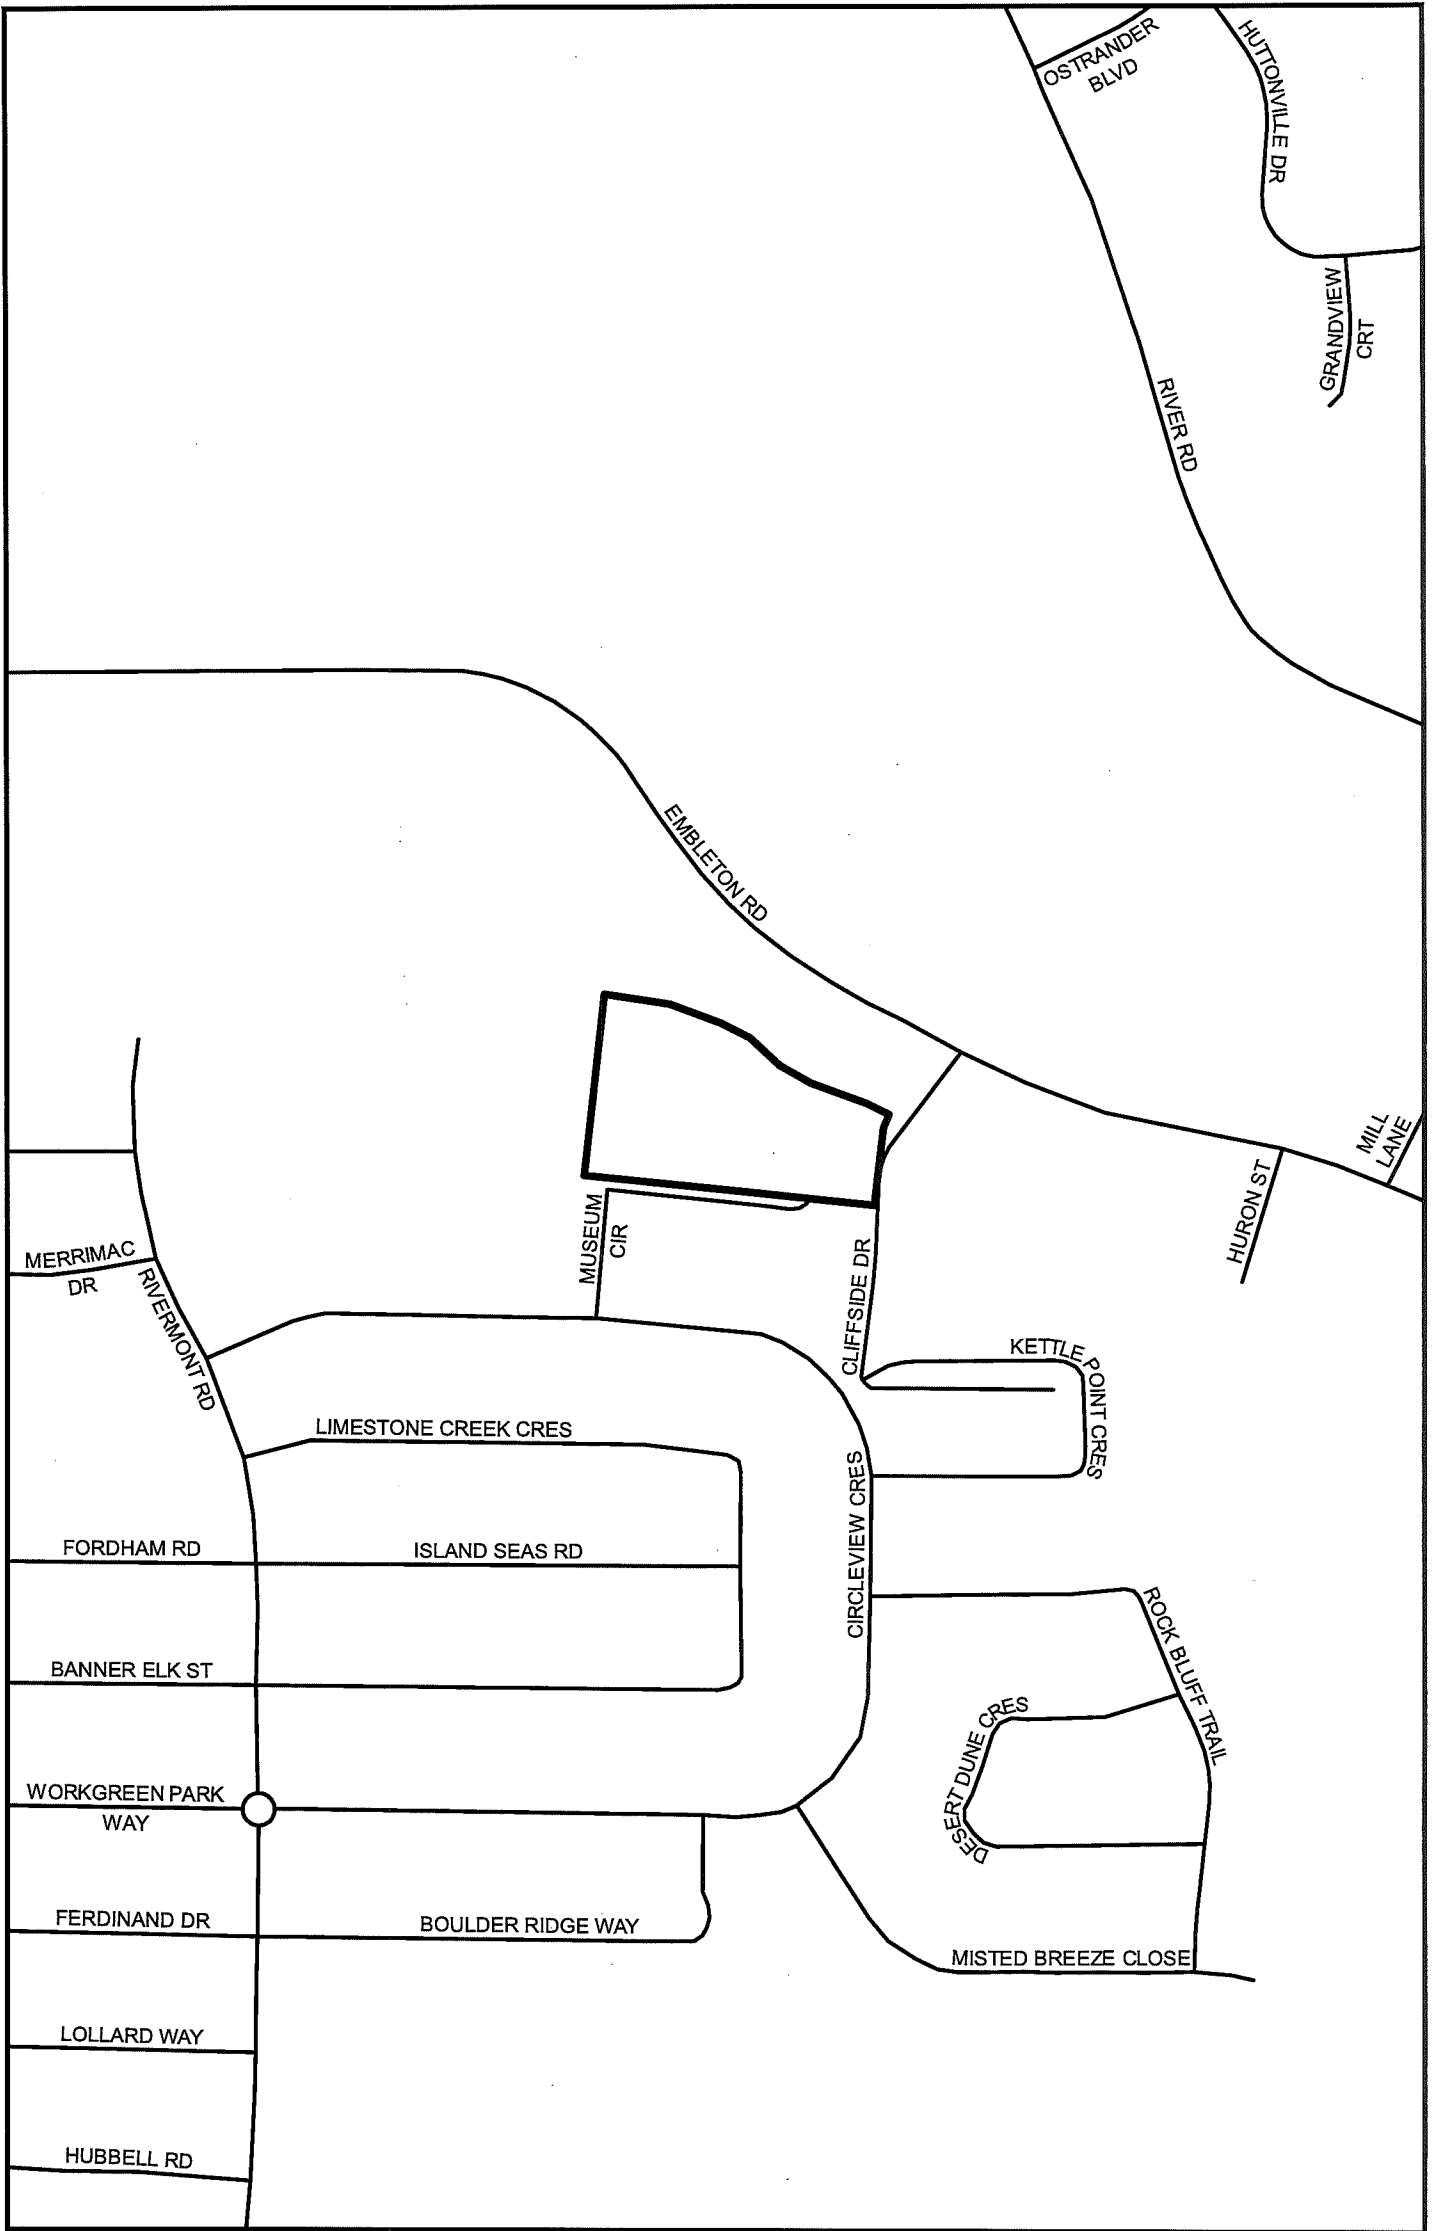 OSTRANDER
BLVD
HUTTONVILLE DR
GRANDVIEW
CRT
RIVER RD
EMBLETON RD
MILL
LANE
HURON ST
MUSEUM
CIR
CLIFFSIDE DR
MERRIMAC
DR
RIVERMONT RD
KETTLE POINT CRES
LIMESTONE CREEK CRES
CIRCLEVIEW CRES
FORDHAM RD
ISLAND SEAS RD
ROCK BLUFF TRAIL
BANNER ELK ST
DESERT DUNE CRES
WORKGREEN PARK
WAY
FERDINAND DR
BOULDER RIDGE WAY
MISTED BREEZE CLOSE
LOLLARD WAY
HUBBELL RD